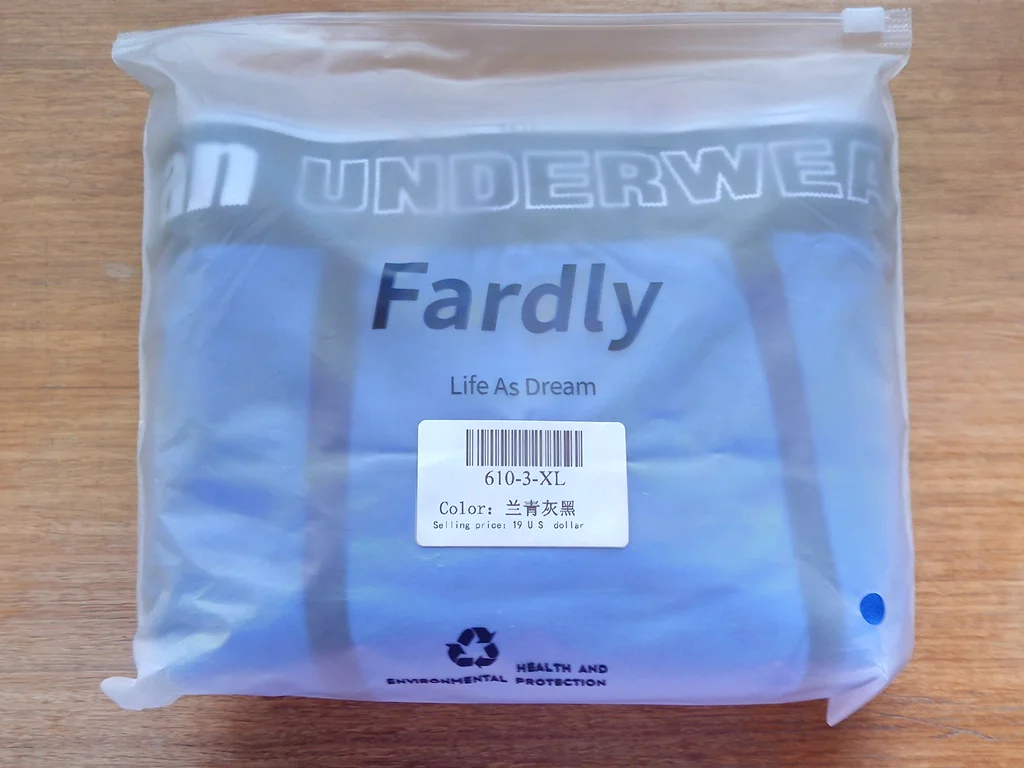 an UNDERWEA
Fardly
Life As Dream
610-3-XL
Color: 兰青灰黑
Selling price: 19 U S dollar
HEALTH AND
ENVIRONMENTAL PROTECTION